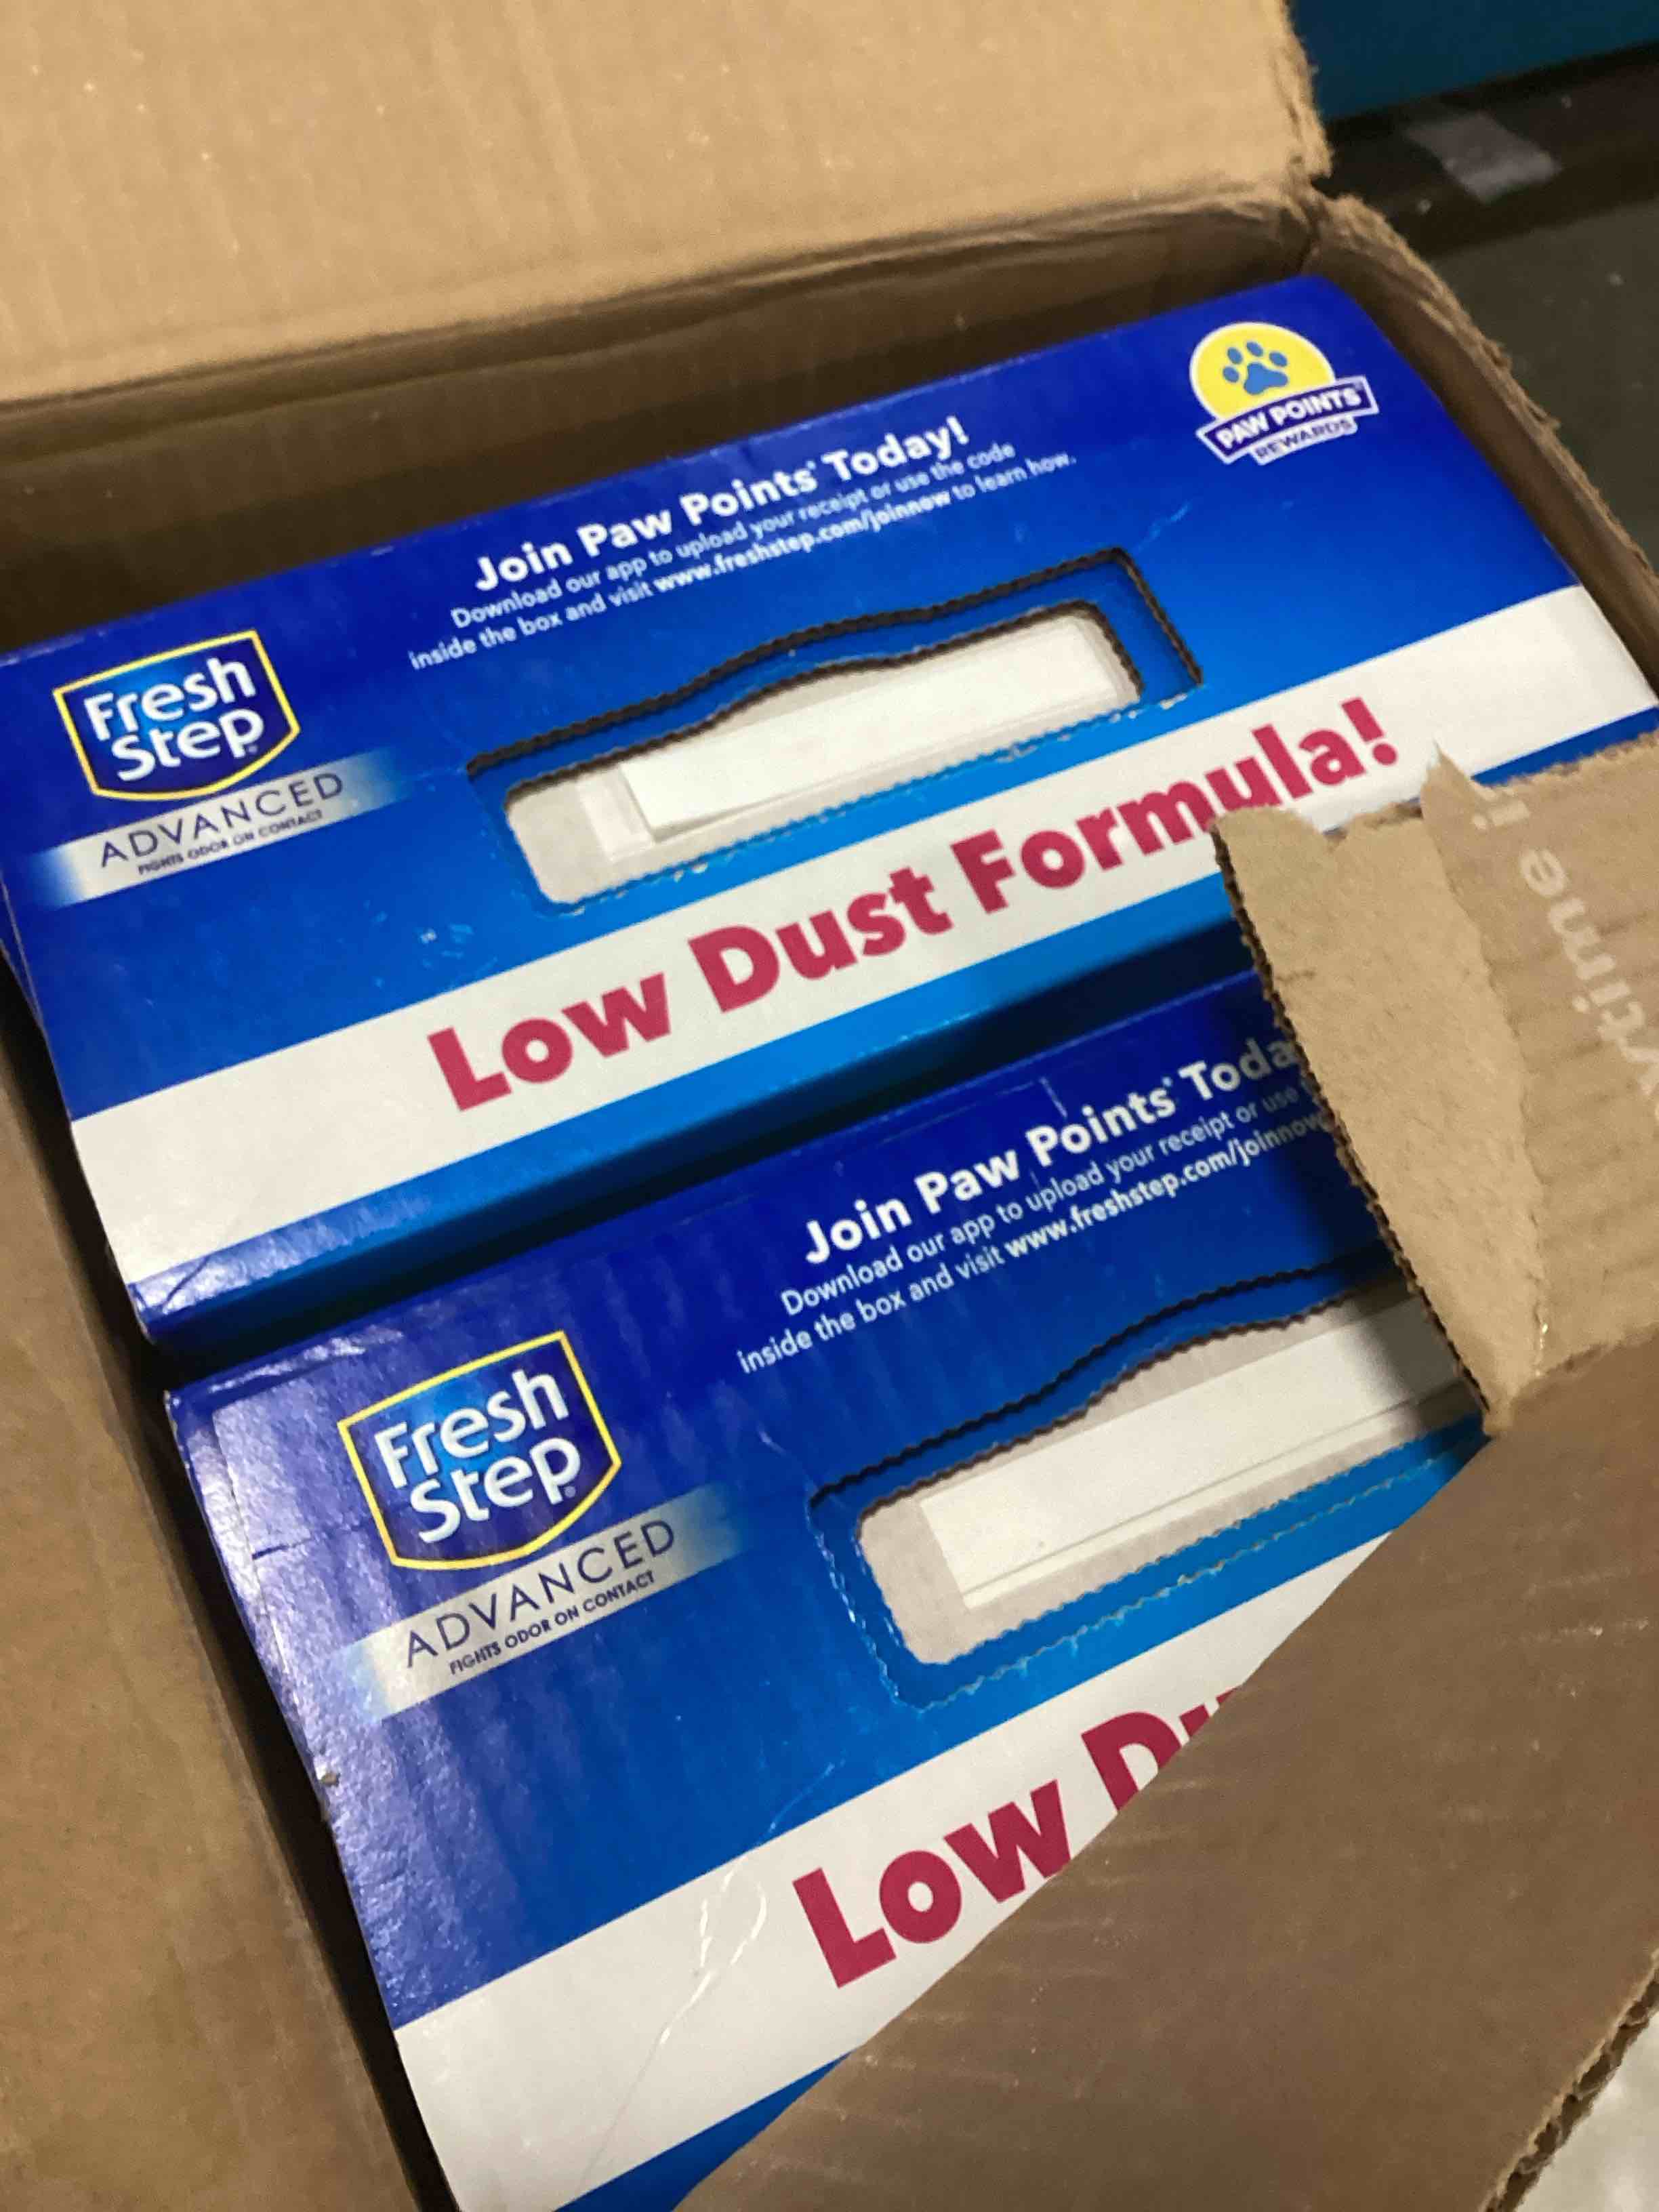 PAW POINTS
REWARDS
Join Paw Points® Today!
Download our app to upload your receipt or use the code
inside the box and visit www.freshstep.com/joinnow to learn how.
Fresh
Step®
ADVANCED
FIGHTS ODOR ON CONTACT
Low Dust Formula!
Join Paw Points® Toda
Download our app to upload your receipt or use
inside the box and visit www.freshstep.com/joinnow
Fresh
Step®
ADVANCED
FIGHTS ODOR ON CONTACT
Low Du